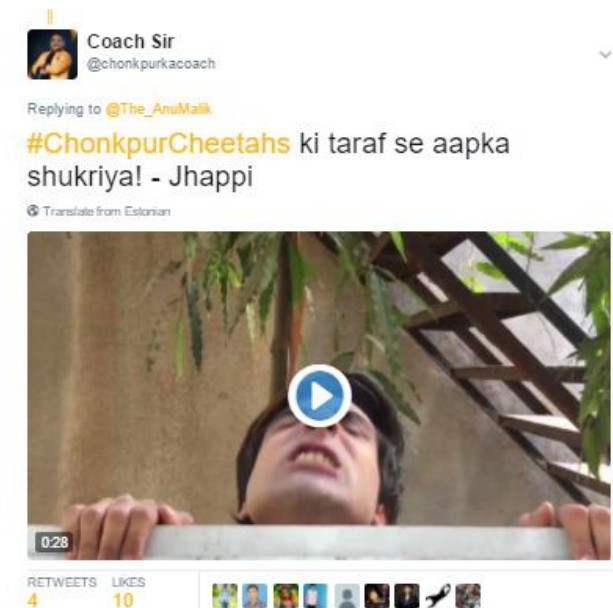 Coach Sir
@chonkpurkacoach
Replying to @The_AnuMalik
#ChonkpurCheetahs ki taraf se aapka
shukriya! - Jhappi
Translate from Estonian
0:28
RETWEETS LIKES
4 10